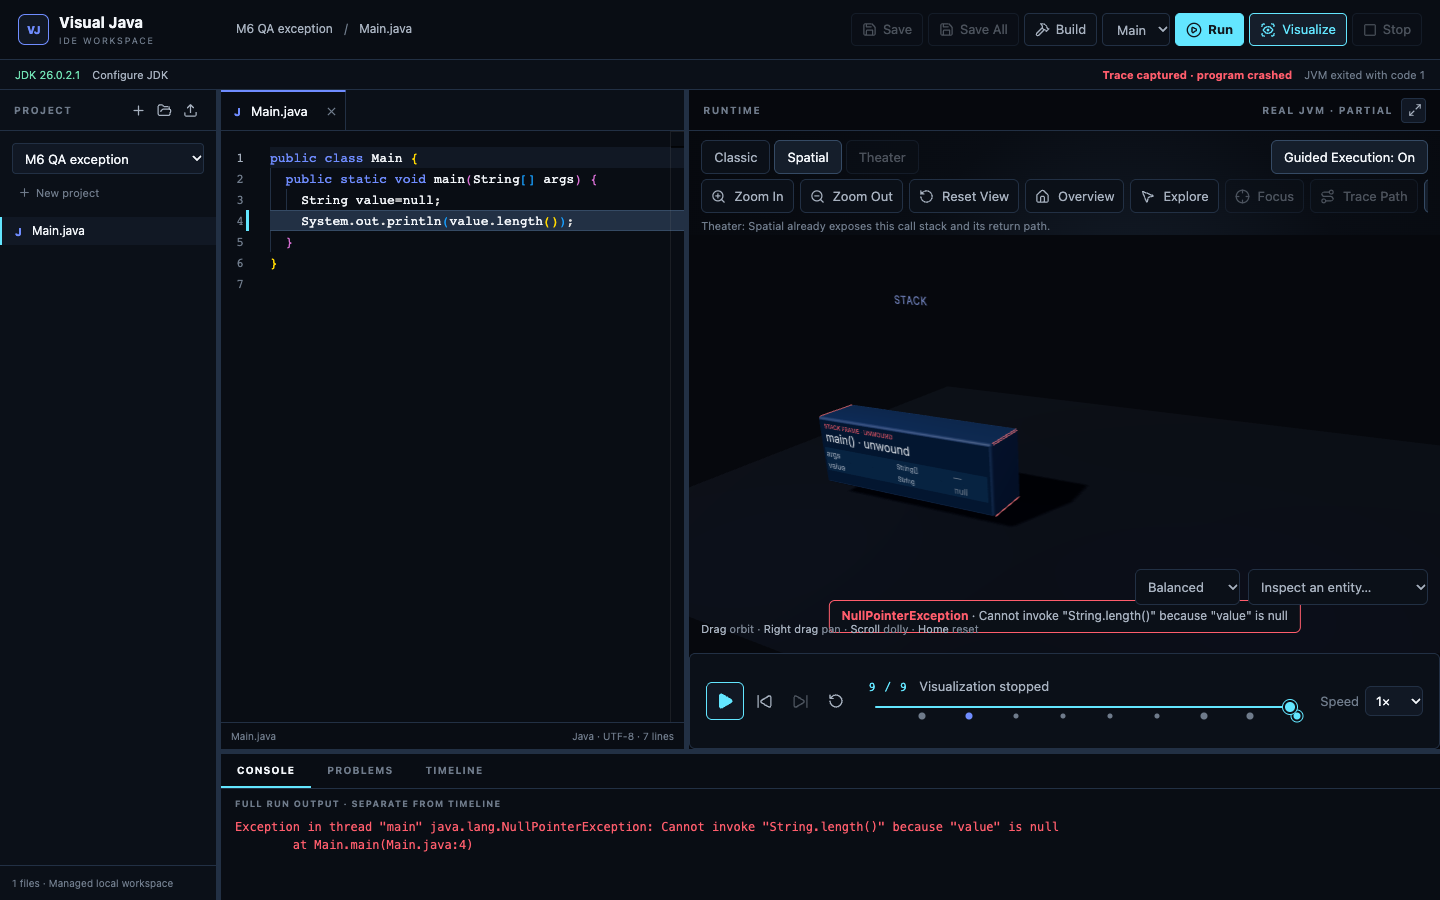 VJ
Visual Java
IDE WORKSPACE
M6 QA exception / Main.java
Save
Save All
Build
Main
Run
Visualize
Stop
JDK 26.0.2.1 Configure JDK
Trace captured · program crashed JVM exited with code 1
PROJECT
M6 QA exception
New project
J Main.java
1 files · Managed local workspace
J Main.java
1 public class Main {
2 public static void main(String[] args) {
3 String value=null;
4 System.out.println(value.length());
5 }
6 }
7
Main.java
Java · UTF-8 · 7 lines
RUNTIME
REAL JVM · PARTIAL
Classic
Spatial
Theater
Guided Execution: On
Zoom In
Zoom Out
Reset View
Overview
Explore
Focus
Trace Path
Theater: Spatial already exposes this call stack and its return path.
STACK
STACK FRAME · UNWOUND
main() · unwound
args String[] —
value String null
Balanced
Inspect an entity...
NullPointerException · Cannot invoke "String.length()" because "value" is null
Drag orbit · Right drag pan · Scroll dolly · Home reset
9 / 9 Visualization stopped
Speed 1×
CONSOLE
PROBLEMS
TIMELINE
FULL RUN OUTPUT · SEPARATE FROM TIMELINE
Exception in thread "main" java.lang.NullPointerException: Cannot invoke "String.length()" because "value" is null
at Main.main(Main.java:4)